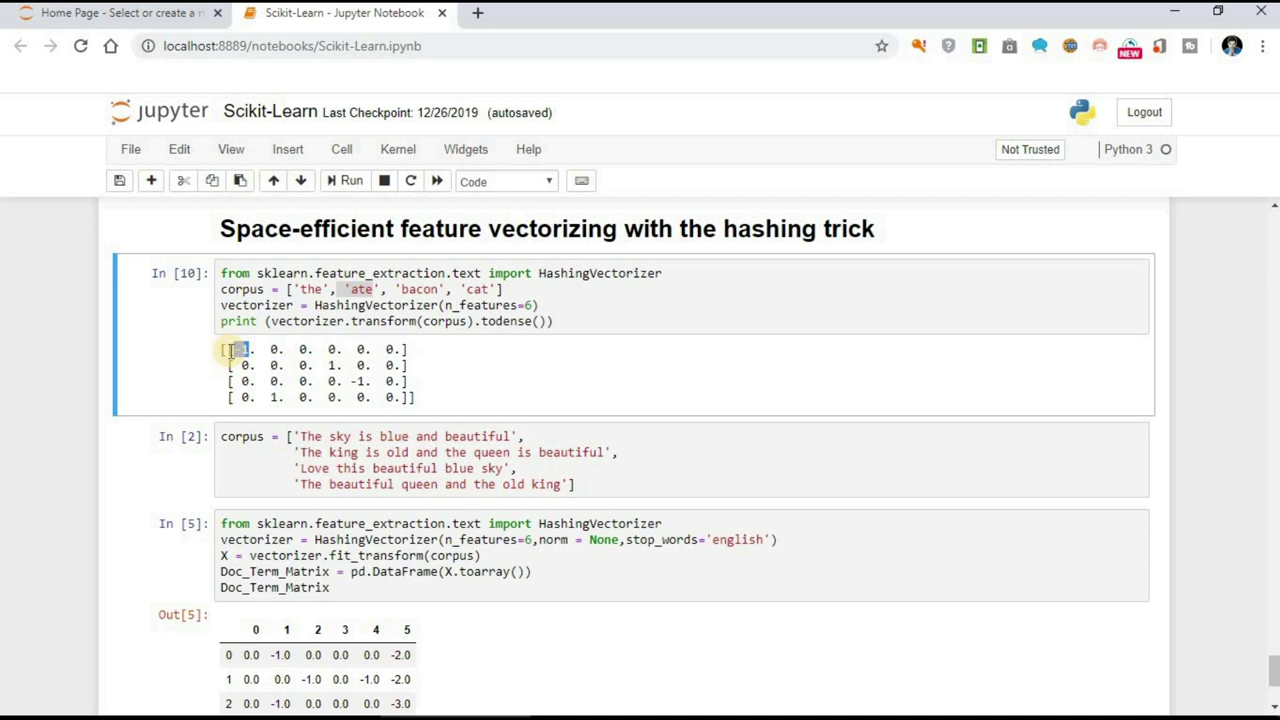 Home Page - Select or create a n
Scikit-Learn - Jupyter Notebook
localhost:8889/notebooks/Scikit-Learn.ipynb
NEW
jupyter Scikit-Learn Last Checkpoint: 12/26/2019 (autosaved)
Logout
File Edit View Insert Cell Kernel Widgets Help
Not Trusted
Python 3
Run
Code
Space-efficient feature vectorizing with the hashing trick
In [10]:
from sklearn.feature_extraction.text import HashingVectorizer
corpus = ['the', 'ate', 'bacon', 'cat']
vectorizer = HashingVectorizer(n_features=6)
print (vectorizer.transform(corpus).todense())
[[-1. 0. 0. 0. 0. 0.]
[ 0. 0. 0. 1. 0. 0.]
[ 0. 0. 0. 0. -1. 0.]
[ 0. 1. 0. 0. 0. 0.]]
In [2]:
corpus = ['The sky is blue and beautiful',
'The king is old and the queen is beautiful',
'Love this beautiful blue sky',
'The beautiful queen and the old king']
In [5]:
from sklearn.feature_extraction.text import HashingVectorizer
vectorizer = HashingVectorizer(n_features=6,norm = None,stop_words='english')
X = vectorizer.fit_transform(corpus)
Doc_Term_Matrix = pd.DataFrame(X.toarray())
Doc_Term_Matrix
Out[5]:
0 1 2 3 4 5
0 0.0 -1.0 0.0 0.0 0.0 -2.0
1 0.0 0.0 -1.0 0.0 -1.0 -2.0
2 0.0 -1.0 0.0 0.0 0.0 -3.0